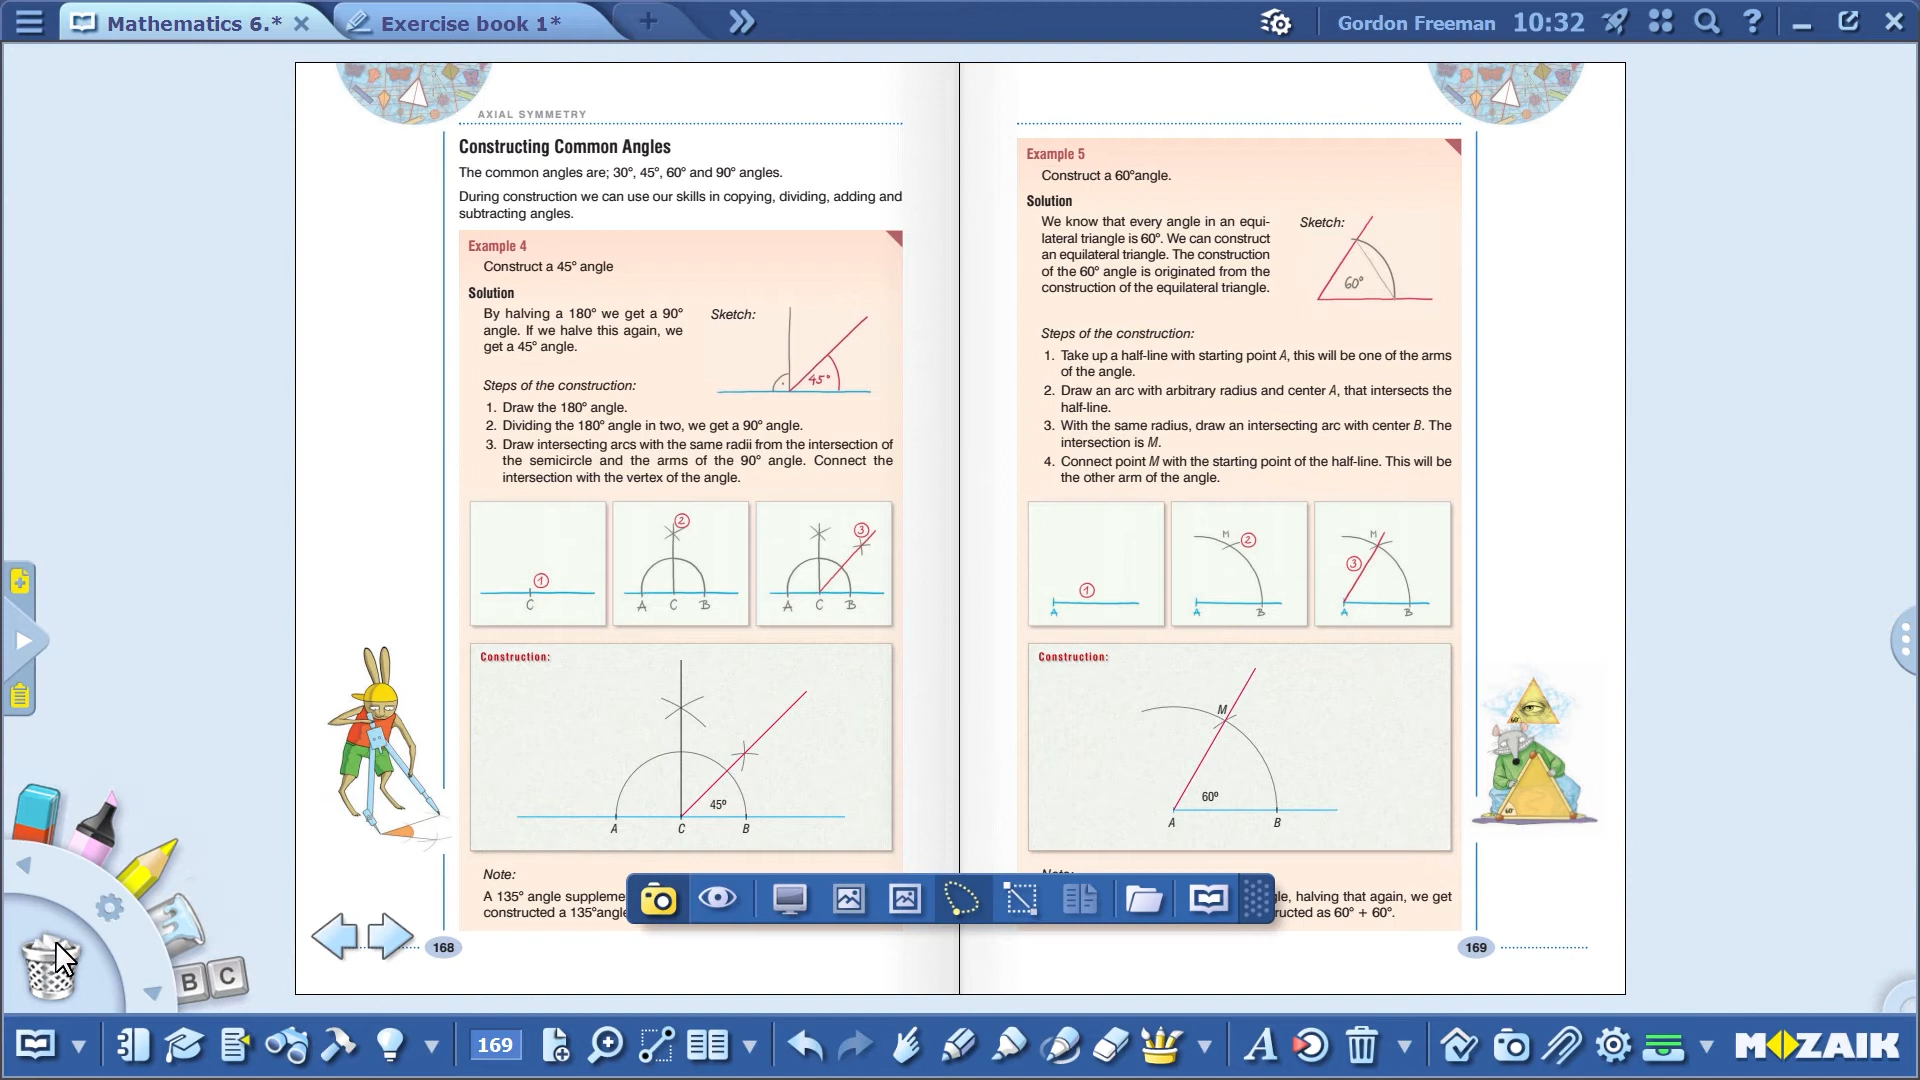 Mathematics 6.*
Exercise book 1*
Gordon Freeman 10:32
AXIAL SYMMETRY
Constructing Common Angles
The common angles are; 30°, 45°, 60° and 90° angles.
During construction we can use our skills in copying, dividing, adding and
subtracting angles.
Example 4
Construct a 45° angle
Solution
By halving a 180° we get a 90°
angle. If we halve this again, we
get a 45° angle.
Sketch:
45°
Steps of the construction:
1. Draw the 180° angle.
2. Dividing the 180° angle in two, we get a 90° angle.
3. Draw intersecting arcs with the same radii from the intersection of
the semicircle and the arms of the 90° angle. Connect the
intersection with the vertex of the angle.
1
C
2
A C B
3
A C B
Construction:
45°
A C B
Note:
A 135° angle suppleme
constructed a 135°angle
168
Example 5
Construct a 60°angle.
Solution
We know that every angle in an equi-
lateral triangle is 60°. We can construct
an equilateral triangle. The construction
of the 60° angle is originated from the
construction of the equilateral triangle.
Sketch:
60°
Steps of the construction:
1. Take up a half-line with starting point A, this will be one of the arms
of the angle.
2. Draw an arc with arbitrary radius and center A, that intersects the
half-line.
3. With the same radius, draw an intersecting arc with center B. The
intersection is M.
4. Connect point M with the starting point of the half-line. This will be
the other arm of the angle.
1
A
M 2
A B
M
3
A B
Construction:
M
60°
A B
60°
60°
gle, halving that again, we get
ructed as 60° + 60°.
169
B C
169
A
MOZAIK